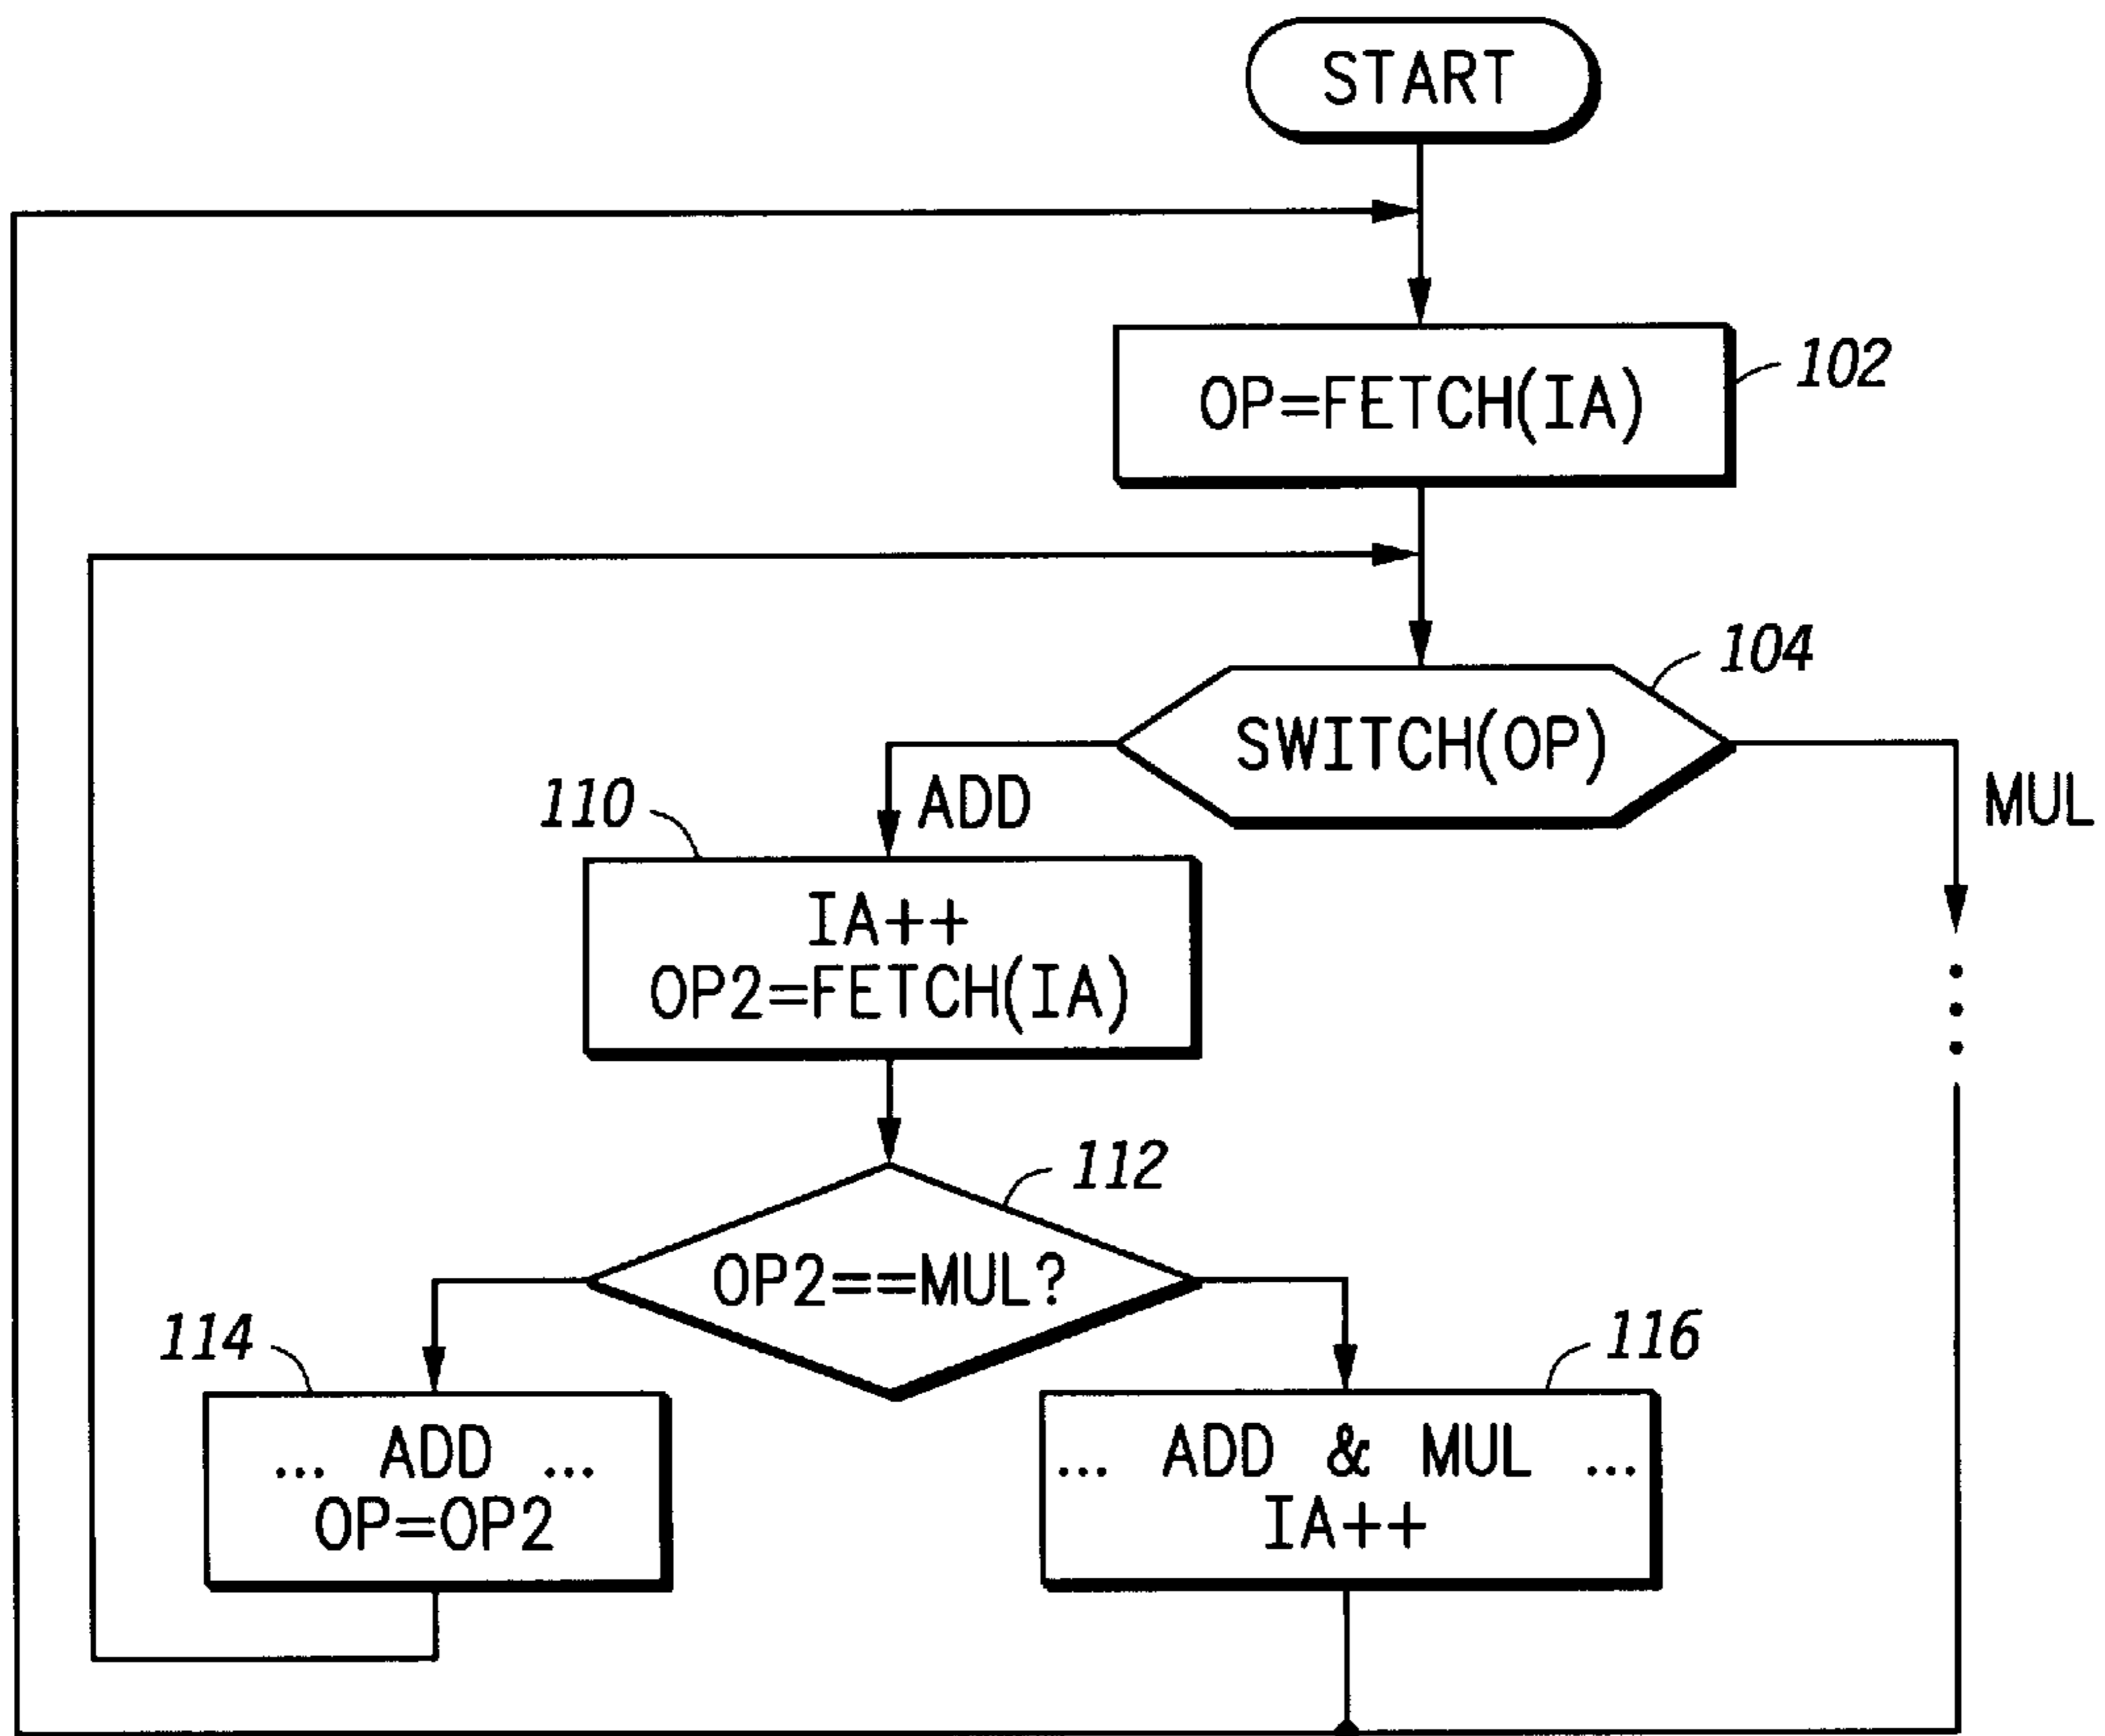 START
102
OP=FETCH(IA)
104
SWITCH(OP)
ADD
MUL
110
IA++
OP2=FETCH(IA)
112
OP2==MUL?
114
... ADD ...
OP=OP2
116
... ADD & MUL ...
IA++